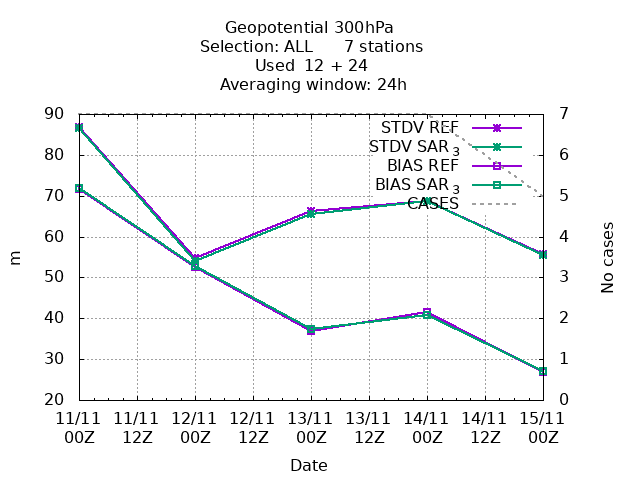 Geopotential 300hPa
Selection: ALL 7 stations
Used 12 + 24
Averaging window: 24h
90
80
70
60
50
40
30
20
m
7
6
5
4
3
2
1
0
No cases
STDV REF
STDV SAR 3
BIAS REF
BIAS SAR 3
CASES
11/11 11/11 12/11 12/11 13/11 13/11 14/11 14/11 15/11
00Z 12Z 00Z 12Z 00Z 12Z 00Z 12Z 00Z
Date